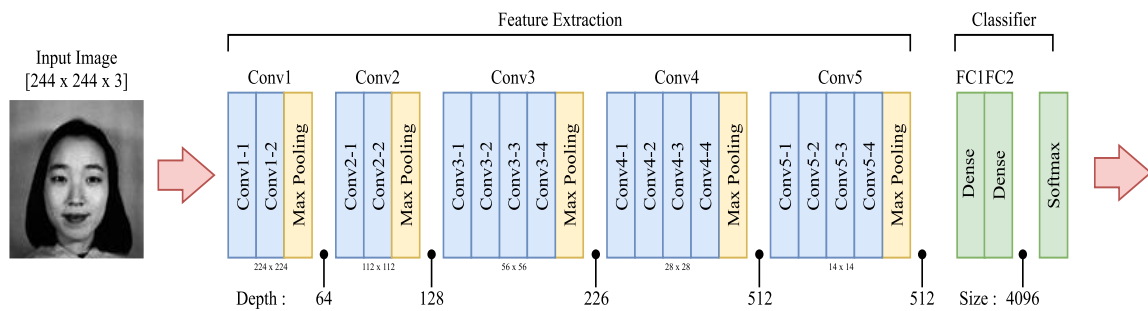 Feature Extraction
Classifier
Input Image
[244 x 244 x 3]
Conv1
Conv2
Conv3
Conv4
Conv5
FC1FC2
Conv1-1
Conv1-2
Max Pooling
Conv2-1
Conv2-2
Max Pooling
Conv3-1
Conv3-2
Conv3-3
Conv3-4
Max Pooling
Conv4-1
Conv4-2
Conv4-3
Conv4-4
Max Pooling
Conv5-1
Conv5-2
Conv5-3
Conv5-4
Max Pooling
Dense
Dense
Softmax
224 x 224
112 x 112
56 x 56
28 x 28
14 x 14
Depth : 64 128 226 512 512 Size : 4096